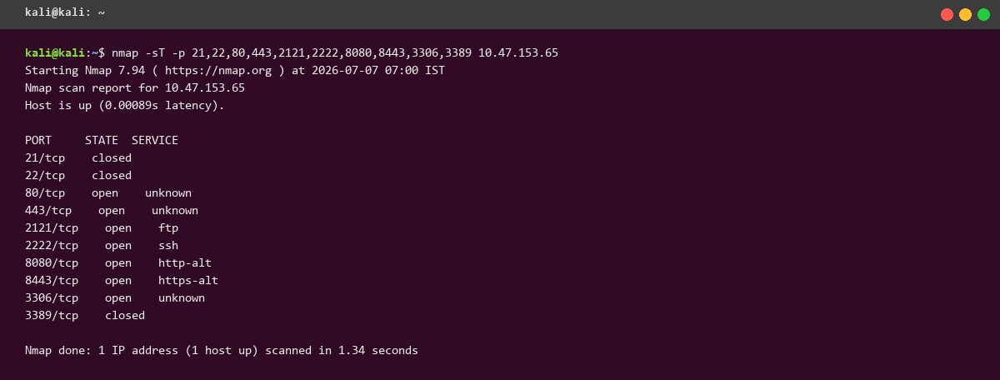 kali@kali: ~
kali@kali:~$ nmap -sT -p 21,22,80,443,2121,2222,8080,8443,3306,3389 10.47.153.65
Starting Nmap 7.94 ( https://nmap.org ) at 2026-07-07 07:00 IST
Nmap scan report for 10.47.153.65
Host is up (0.00089s latency).
PORT     STATE  SERVICE
21/tcp    closed
22/tcp    closed
80/tcp    open    unknown
443/tcp    open    unknown
2121/tcp    open    ftp
2222/tcp    open    ssh
8080/tcp    open    http-alt
8443/tcp    open    https-alt
3306/tcp    open    unknown
3389/tcp    closed
Nmap done: 1 IP address (1 host up) scanned in 1.34 seconds